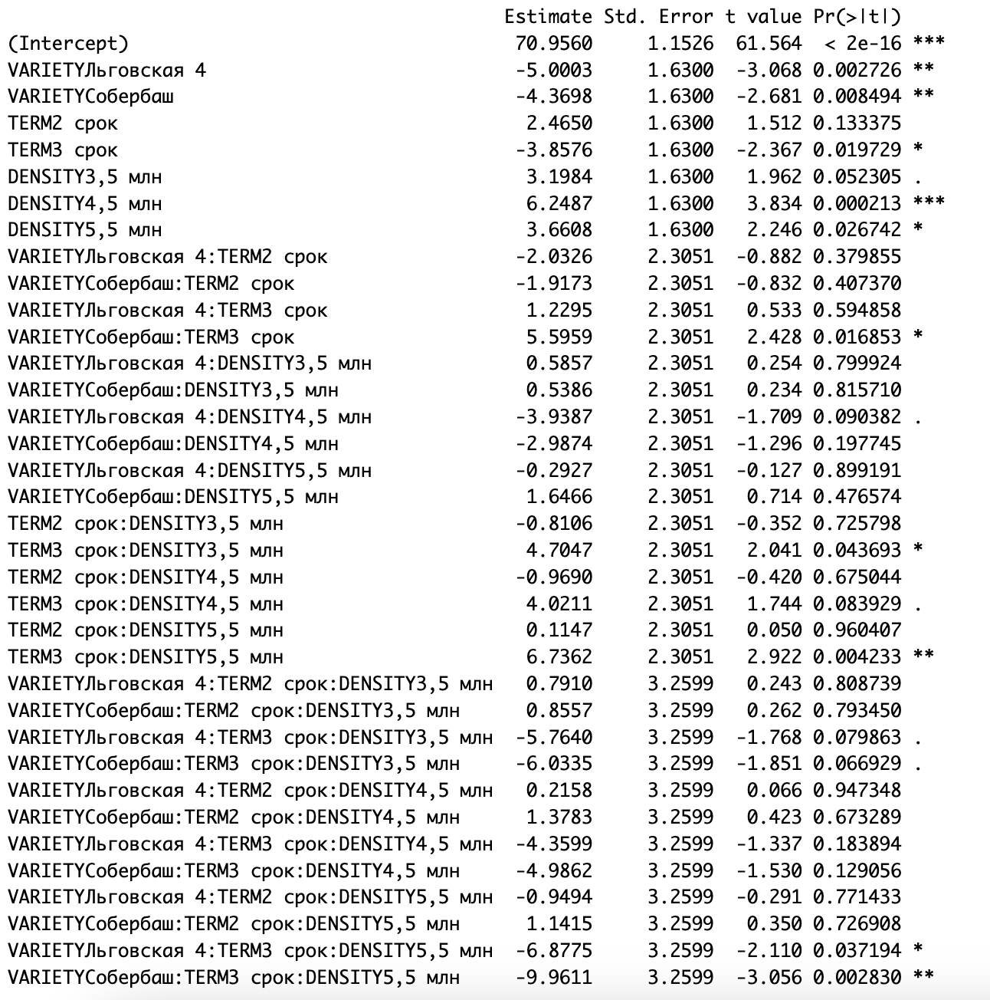 Estimate Std. Error t value Pr(>|t|)
(Intercept) 70.9560 1.1526 61.564 < 2e-16 ***
VARIETYЛьговская 4 -5.0003 1.6300 -3.068 0.002726 **
VARIETYСобербаш -4.3698 1.6300 -2.681 0.008494 **
TERM2 срок 2.4650 1.6300 1.512 0.133375
TERM3 срок -3.8576 1.6300 -2.367 0.019729 *
DENSITY3,5 млн 3.1984 1.6300 1.962 0.052305 .
DENSITY4,5 млн 6.2487 1.6300 3.834 0.000213 ***
DENSITY5,5 млн 3.6608 1.6300 2.246 0.026742 *
VARIETYЛьговская 4:TERM2 срок -2.0326 2.3051 -0.882 0.379855
VARIETYСобербаш:TERM2 срок -1.9173 2.3051 -0.832 0.407370
VARIETYЛьговская 4:TERM3 срок 1.2295 2.3051 0.533 0.594858
VARIETYСобербаш:TERM3 срок 5.5959 2.3051 2.428 0.016853 *
VARIETYЛьговская 4:DENSITY3,5 млн 0.5857 2.3051 0.254 0.799924
VARIETYСобербаш:DENSITY3,5 млн 0.5386 2.3051 0.234 0.815710
VARIETYЛьговская 4:DENSITY4,5 млн -3.9387 2.3051 -1.709 0.090382 .
VARIETYСобербаш:DENSITY4,5 млн -2.9874 2.3051 -1.296 0.197745
VARIETYЛьговская 4:DENSITY5,5 млн -0.2927 2.3051 -0.127 0.899191
VARIETYСобербаш:DENSITY5,5 млн 1.6466 2.3051 0.714 0.476574
TERM2 срок:DENSITY3,5 млн -0.8106 2.3051 -0.352 0.725798
TERM3 срок:DENSITY3,5 млн 4.7047 2.3051 2.041 0.043693 *
TERM2 срок:DENSITY4,5 млн -0.9690 2.3051 -0.420 0.675044
TERM3 срок:DENSITY4,5 млн 4.0211 2.3051 1.744 0.083929 .
TERM2 срок:DENSITY5,5 млн 0.1147 2.3051 0.050 0.960407
TERM3 срок:DENSITY5,5 млн 6.7362 2.3051 2.922 0.004233 **
VARIETYЛьговская 4:TERM2 срок:DENSITY3,5 млн 0.7910 3.2599 0.243 0.808739
VARIETYСобербаш:TERM2 срок:DENSITY3,5 млн 0.8557 3.2599 0.262 0.793450
VARIETYЛьговская 4:TERM3 срок:DENSITY3,5 млн -5.7640 3.2599 -1.768 0.079863 .
VARIETYСобербаш:TERM3 срок:DENSITY3,5 млн -6.0335 3.2599 -1.851 0.066929 .
VARIETYЛьговская 4:TERM2 срок:DENSITY4,5 млн 0.2158 3.2599 0.066 0.947348
VARIETYСобербаш:TERM2 срок:DENSITY4,5 млн 1.3783 3.2599 0.423 0.673289
VARIETYЛьговская 4:TERM3 срок:DENSITY4,5 млн -4.3599 3.2599 -1.337 0.183894
VARIETYСобербаш:TERM3 срок:DENSITY4,5 млн -4.9862 3.2599 -1.530 0.129056
VARIETYЛьговская 4:TERM2 срок:DENSITY5,5 млн -0.9494 3.2599 -0.291 0.771433
VARIETYСобербаш:TERM2 срок:DENSITY5,5 млн 1.1415 3.2599 0.350 0.726908
VARIETYЛьговская 4:TERM3 срок:DENSITY5,5 млн -6.8775 3.2599 -2.110 0.037194 *
VARIETYСобербаш:TERM3 срок:DENSITY5,5 млн -9.9611 3.2599 -3.056 0.002830 **